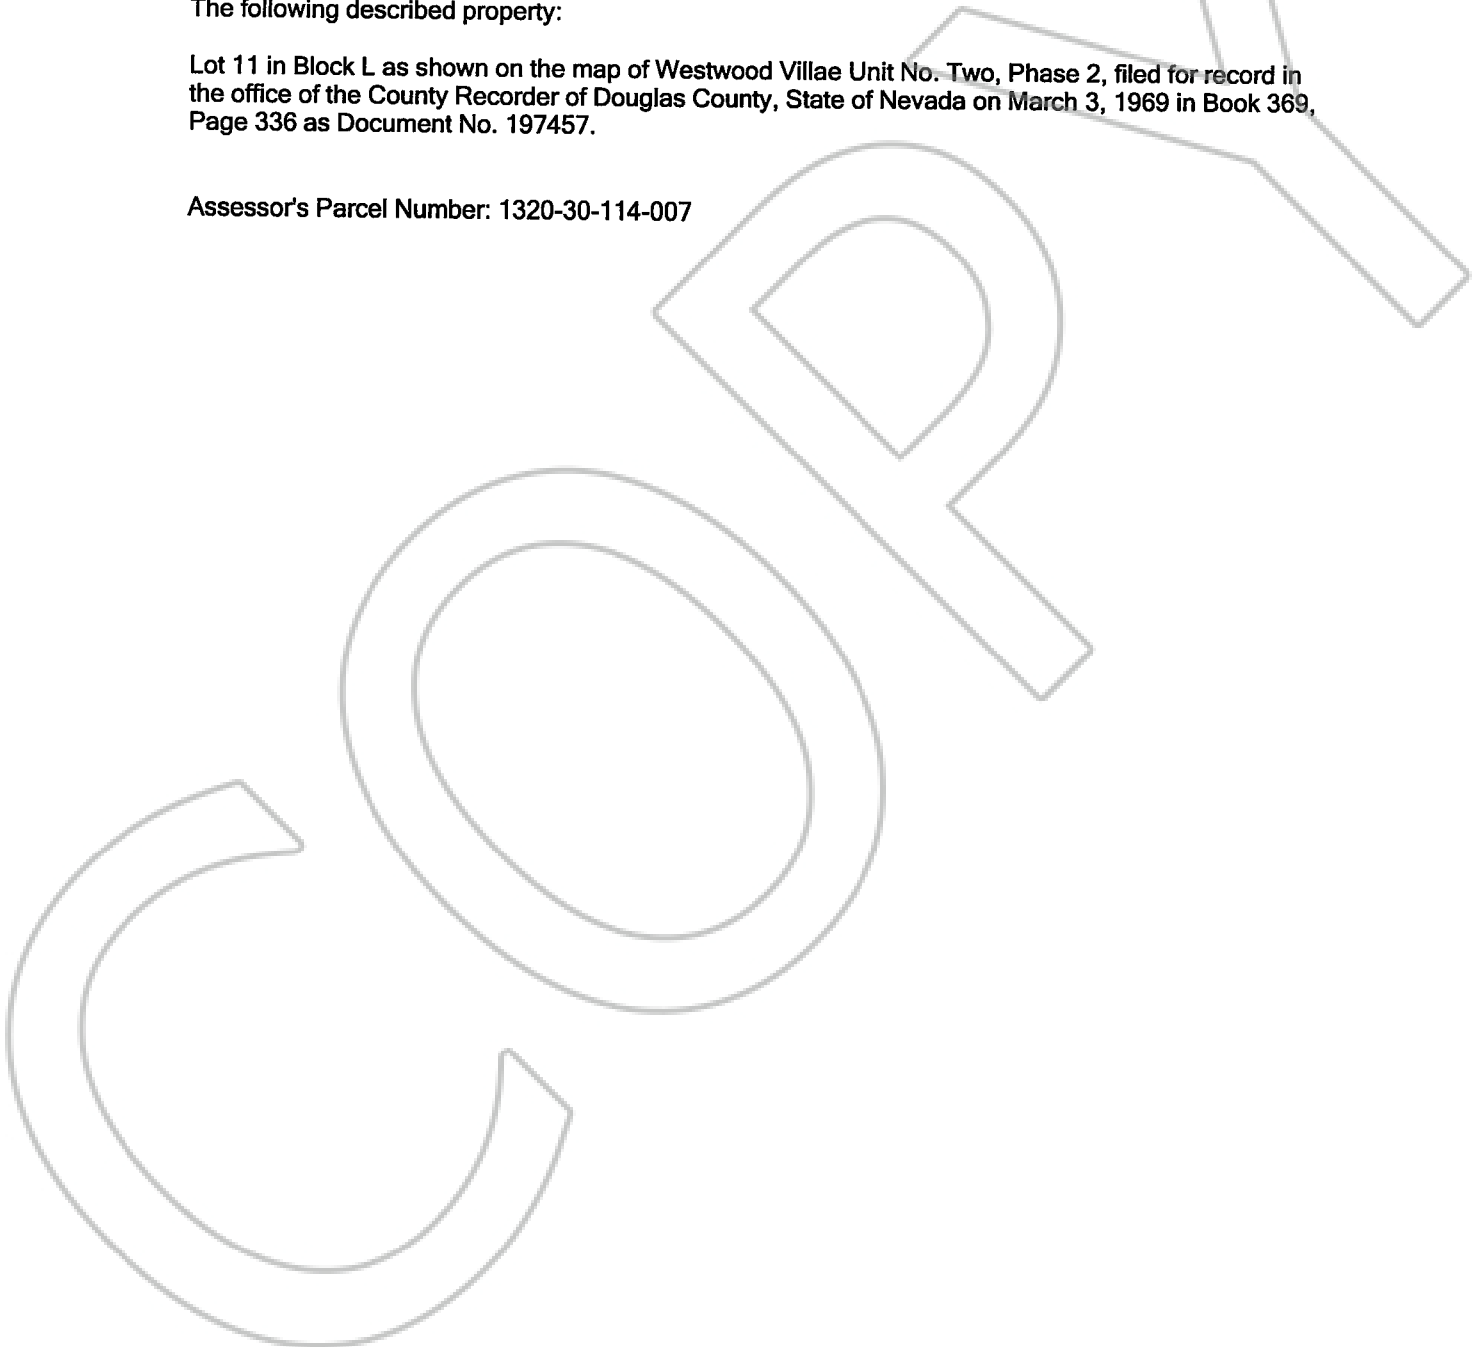 The following described property:
Lot 11 in Block L as shown on the map of Westwood Villae Unit No. Two, Phase 2, filed for record in
the office of the County Recorder of Douglas County, State of Nevada on March 3, 1969 in Book 369,
Page 336 as Document No. 197457.
Assessor's Parcel Number: 1320-30-114-007
COPY